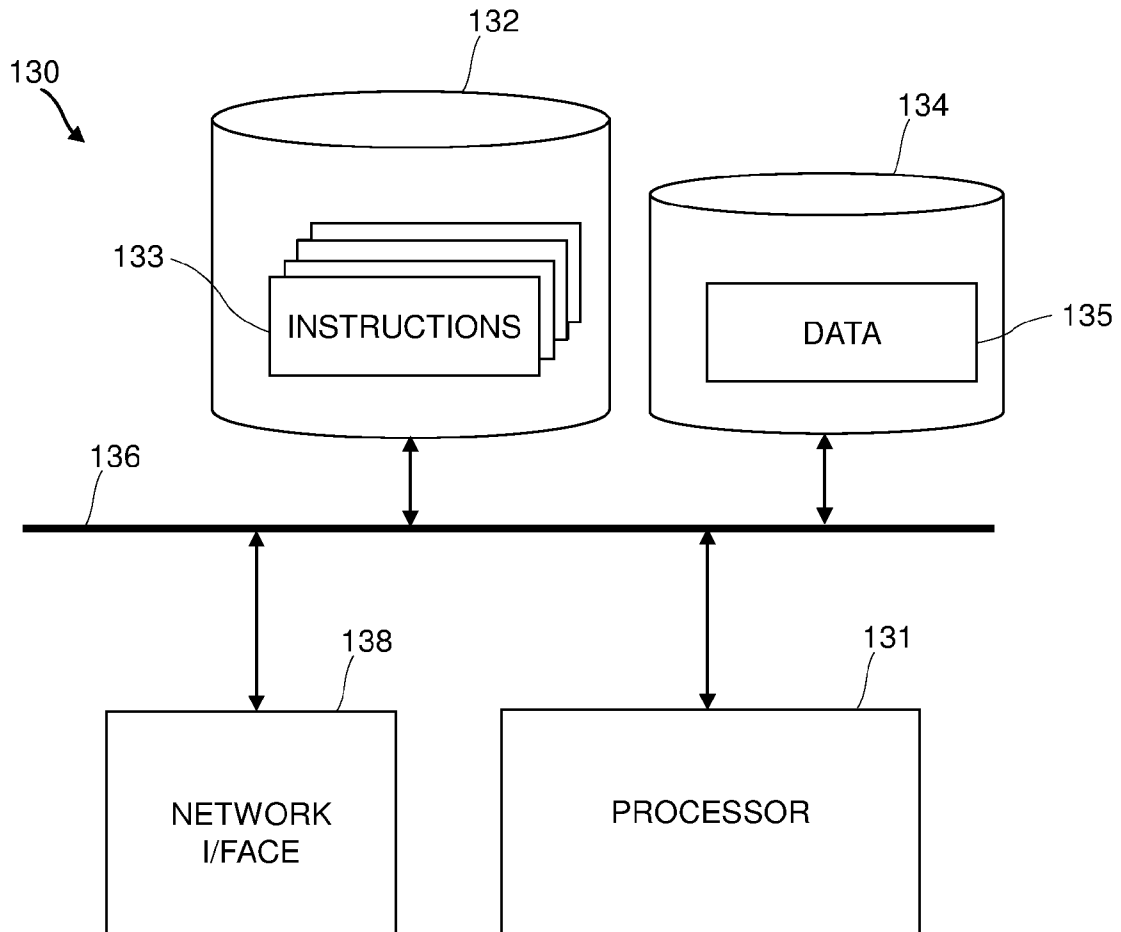 132
130
134
133
INSTRUCTIONS
DATA
135
136
138
131
NETWORK
I/FACE
PROCESSOR